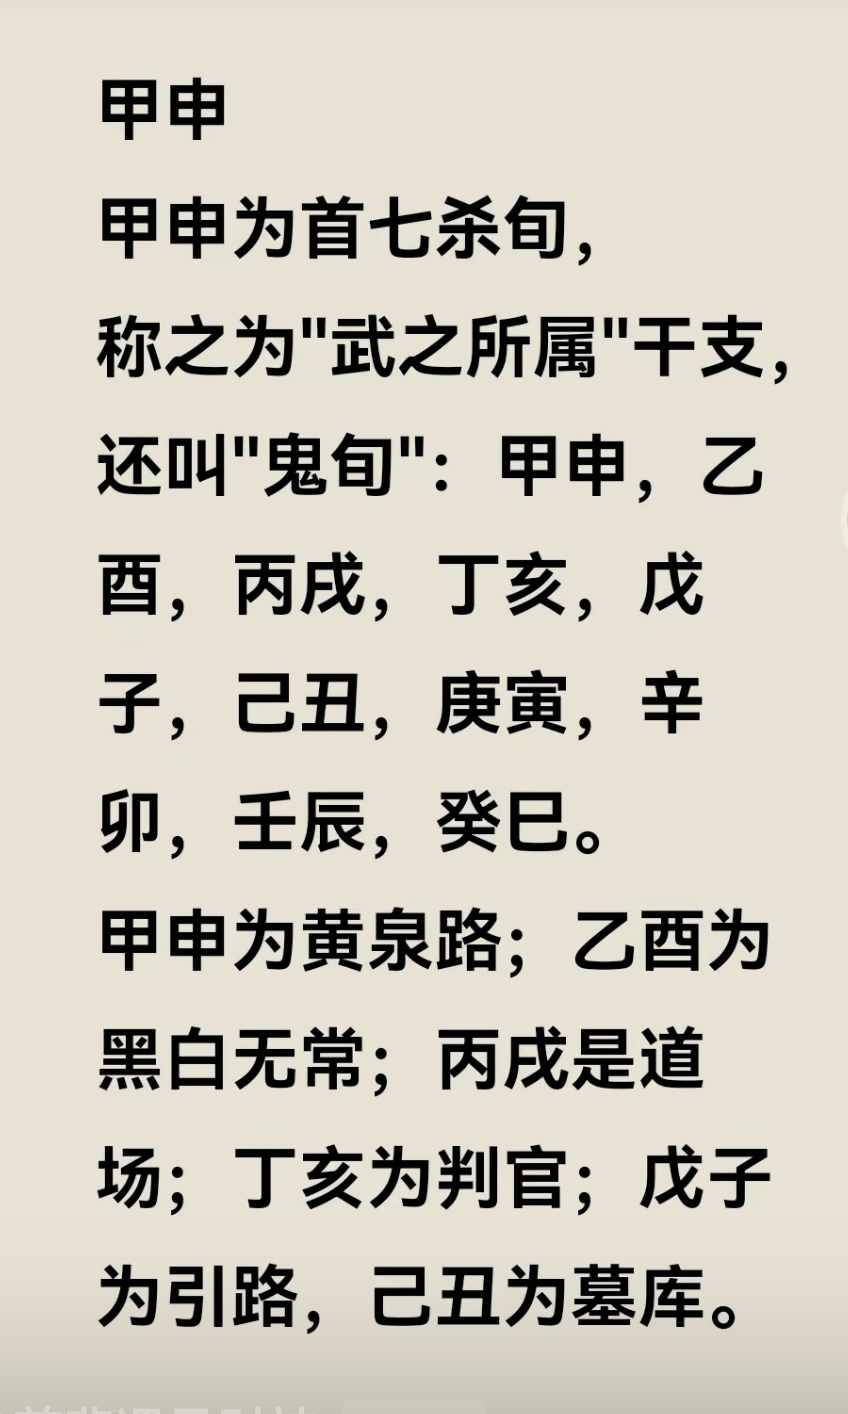 甲申
甲申为首七杀旬，
称之为"武之所属"干支，
还叫"鬼旬"：甲申，乙
酉，丙戌，丁亥，戊
子，己丑，庚寅，辛
卯，壬辰，癸巳。
甲申为黄泉路；乙酉为
黑白无常；丙戌是道
场；丁亥为判官；戊子
为引路，己丑为墓库。